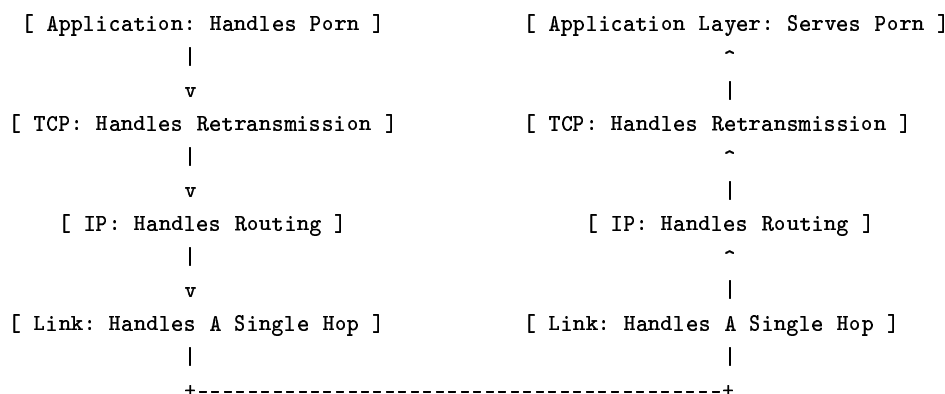 [ Application: Handles Porn ] [ Application Layer: Serves Porn ]
| ^
v |
[ TCP: Handles Retransmission ] [ TCP: Handles Retransmission ]
| ^
v |
[ IP: Handles Routing ] [ IP: Handles Routing ]
| ^
v |
[ Link: Handles A Single Hop ] [ Link: Handles A Single Hop ]
| |
+------------------------------------------+